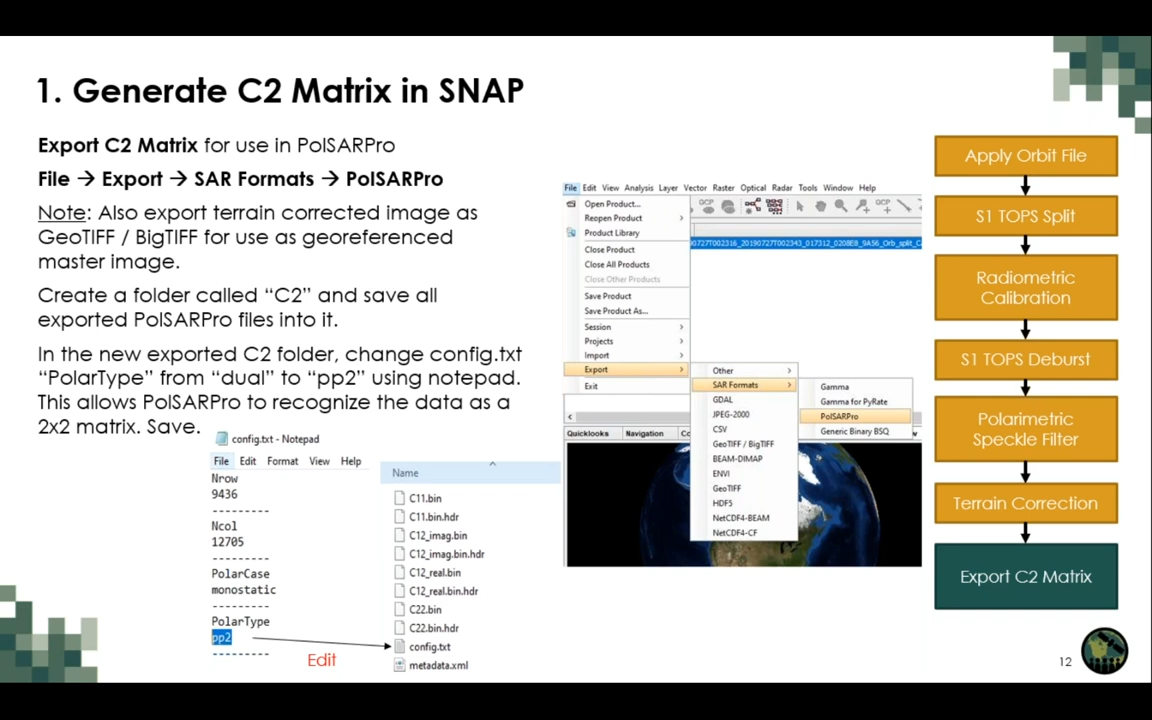 1. Generate C2 Matrix in SNAP
Export C2 Matrix for use in PolSARPro
File → Export → SAR Formats → PolSARPro
Note: Also export terrain corrected image as
GeoTIFF / BigTIFF for use as georeferenced
master image.
Create a folder called “C2” and save all
exported PolSARPro files into it.
In the new exported C2 folder, change config.txt
“PolarType” from “dual” to “pp2” using notepad.
This allows PolSARPro to recognize the data as a
2x2 matrix. Save.
config.txt - Notepad
File Edit Format View Help
Nrow
9436
---------
Ncol
12705
---------
PolarCase
monostatic
---------
PolarType
pp2
---------
Edit
Name
C11.bin
C11.bin.hdr
C12_imag.bin
C12_imag.bin.hdr
C12_real.bin
C12_real.bin.hdr
C22.bin
C22.bin.hdr
config.txt
metadata.xml
File Edit View Analysis Layer Vector Raster Optical Radar Tools Window Help
GCP GCP
Open Product...
Reopen Product
Product Library
Close Product
Close All Products
Close Other Products
Save Product
Save Product As...
Session
Projects
Import
Export
Exit
Other
SAR Formats
GDAL
JPEG-2000
CSV
GeoTIFF / BigTIFF
BEAM-DIMAP
ENVI
GeoTIFF
HDF5
NetCDF4-BEAM
NetCDF4-CF
Gamma
Gamma for PyRate
PolSARPro
Generic Binary BSQ
Quicklooks Navigation
Apply Orbit File
S1 TOPS Split
Radiometric
Calibration
S1 TOPS Deburst
Polarimetric
Speckle Filter
Terrain Correction
Export C2 Matrix
12